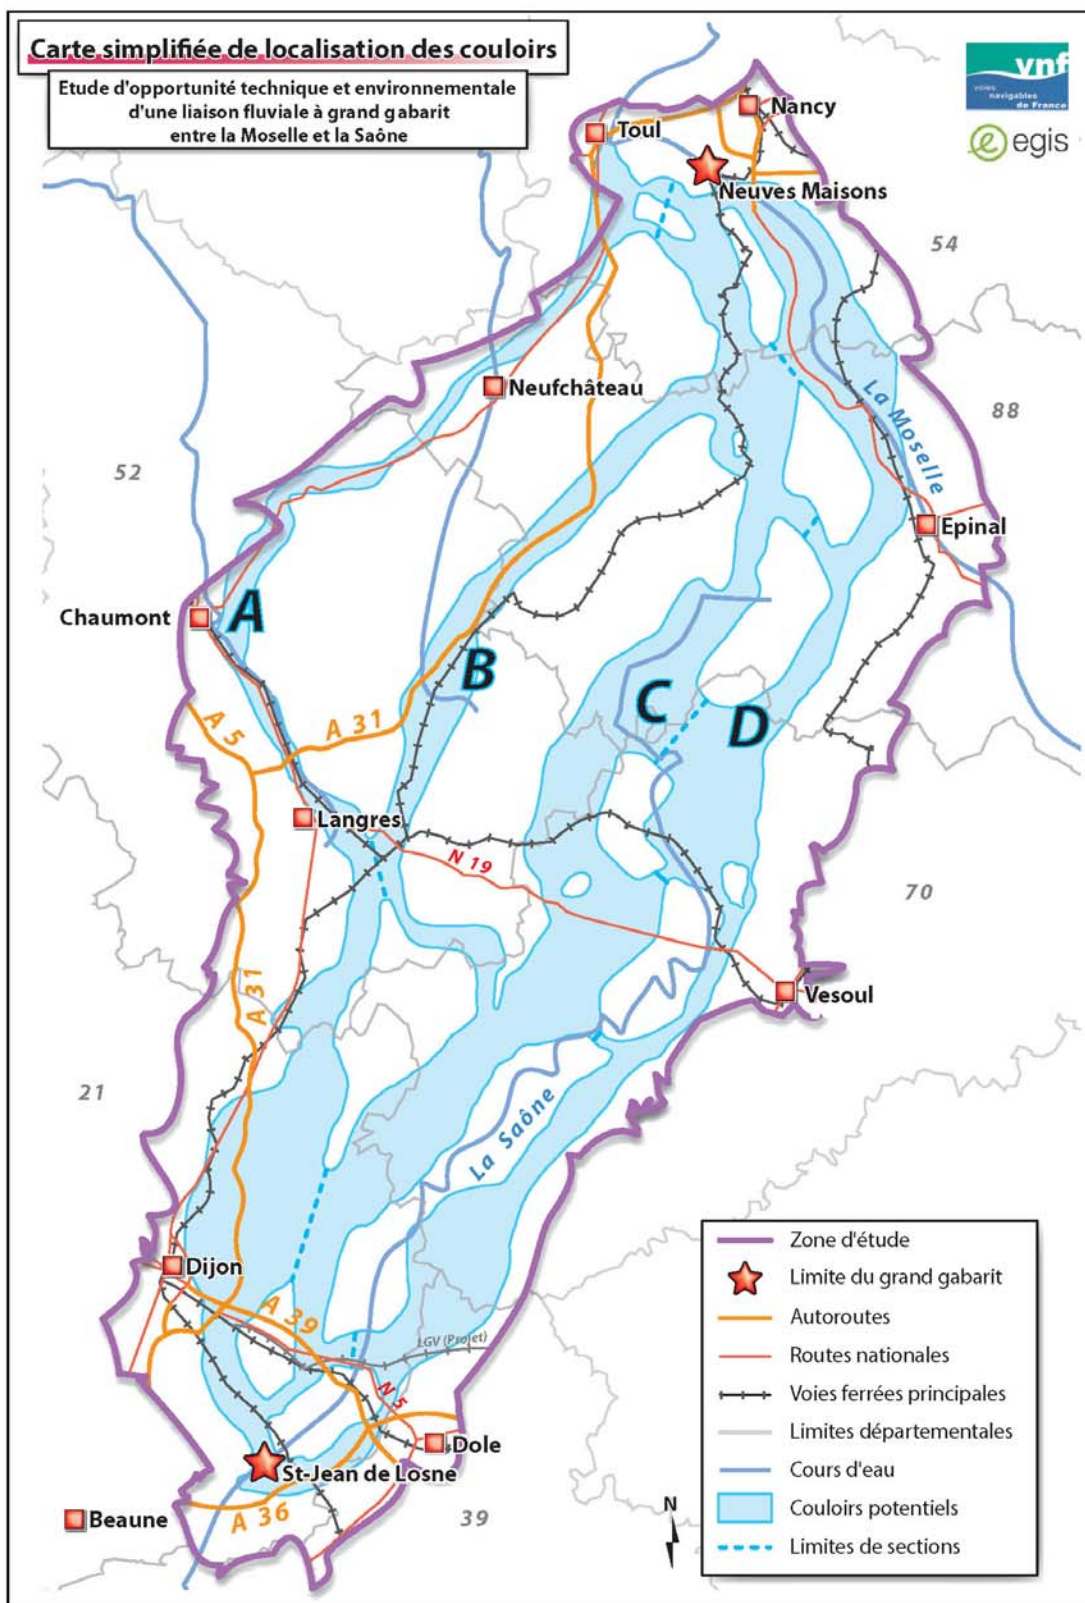 Carte simplifiée de localisation des couloirs
Etude d'opportunité technique et environnementale
d'une liaison fluviale à grand gabarit
entre la Moselle et la Saône
vnf
voies
navigables
de France
egis
Nancy
Toul
Neuves Maisons
54
Neufchâteau
La Moselle
88
52
Epinal
Chaumont
A
B
C
D
A 5
A 31
Langres
N 19
70
A 31
Vesoul
21
La Saône
Dijon
A 39
LGV (Projet)
N 5
Dole
St-Jean de Losne
A 36
Beaune
39
N
Zone d'étude
Limite du grand gabarit
Autoroutes
Routes nationales
Voies ferrées principales
Limites départementales
Cours d'eau
Couloirs potentiels
Limites de sections